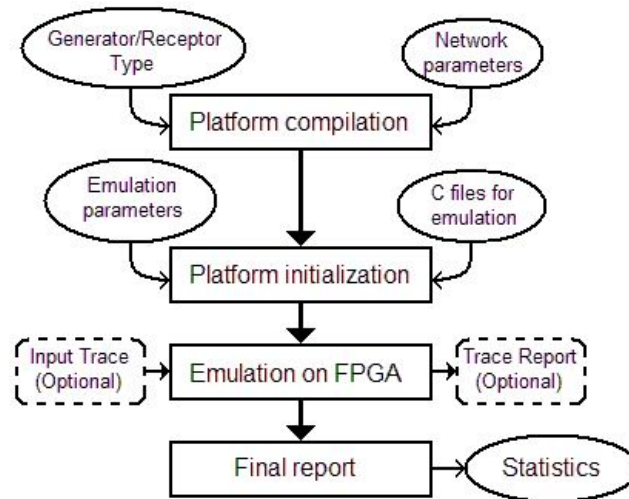 Generator/Receptor
Type
Network
parameters
Platform compilation
Emulation
parameters
C files for
emulation
Platform initialization
Input Trace
(Optional)
Emulation on FPGA
Trace Report
(Optional)
Final report
Statistics